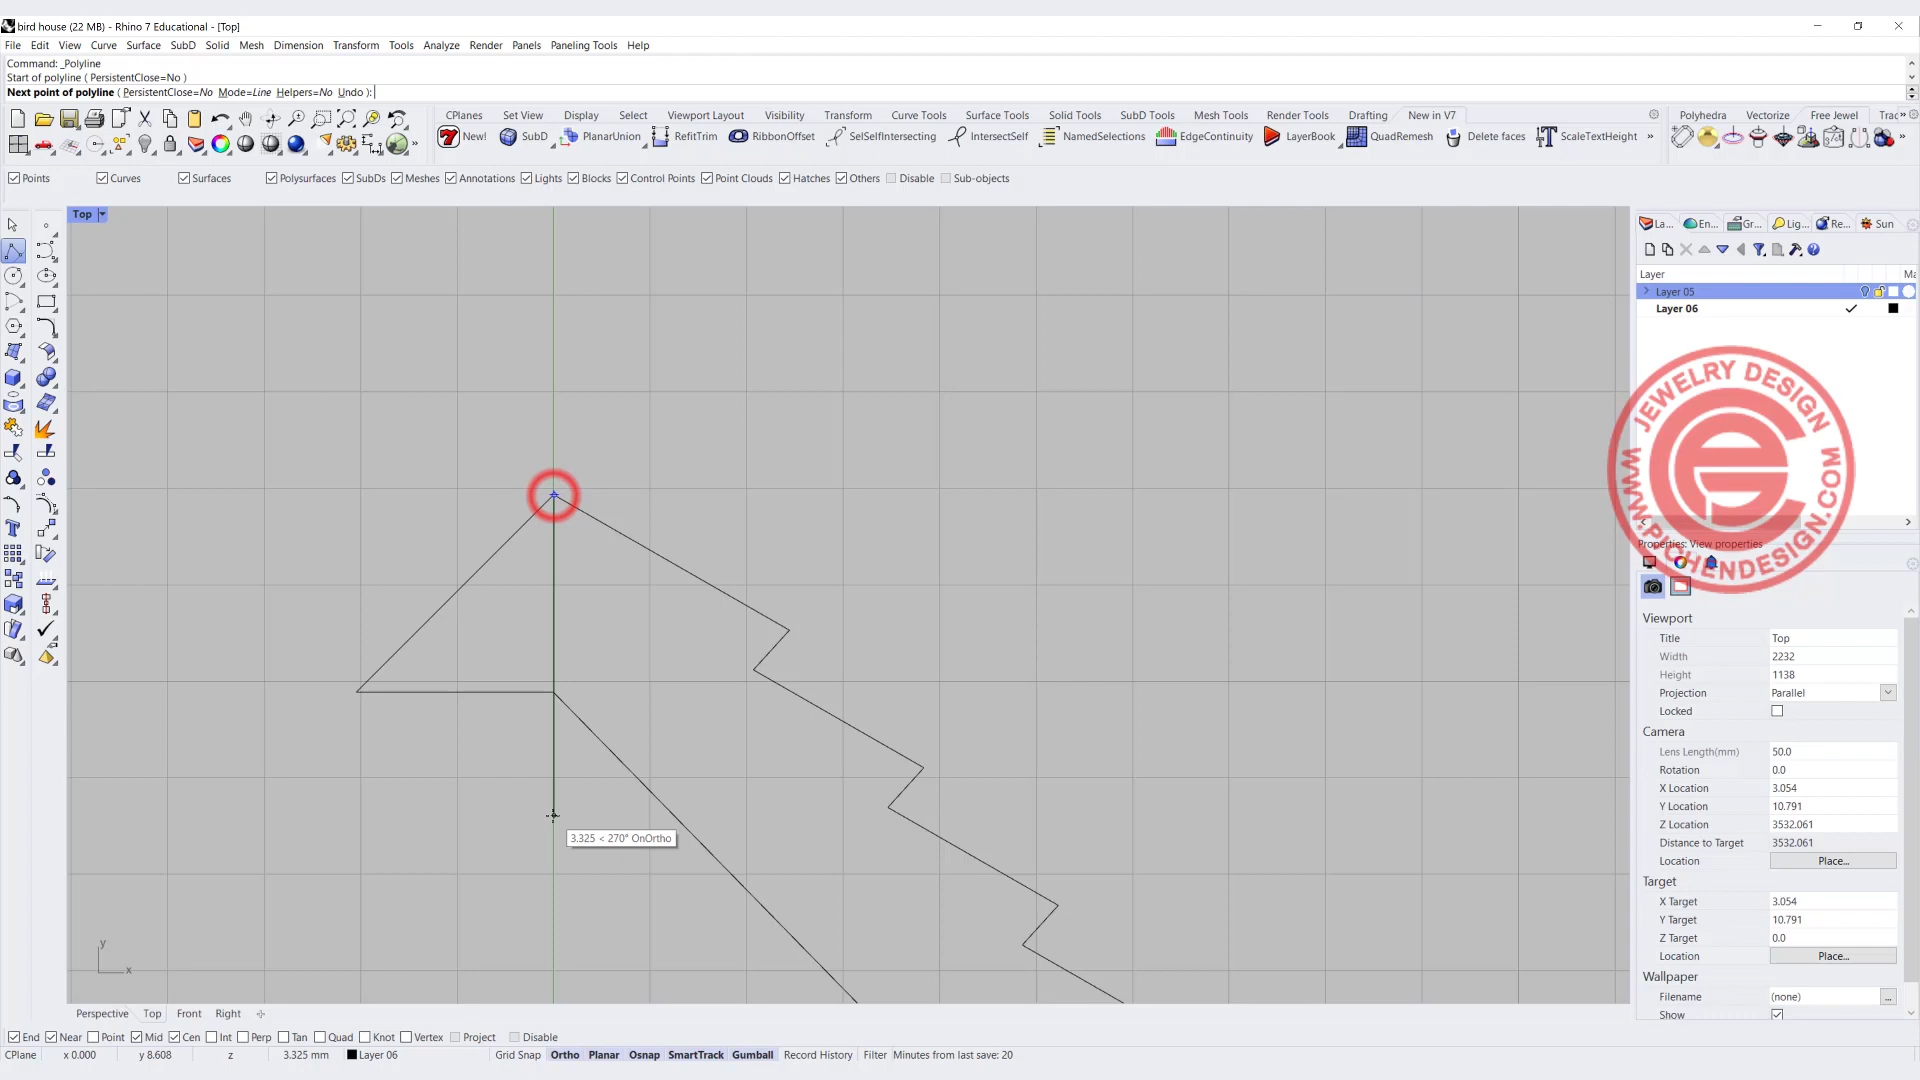 bird house (22 MB) - Rhino 7 Educational - [Top]
File Edit View Curve Surface SubD Solid Mesh Dimension Transform Tools Analyze Render Panels Paneling Tools Help
Command: _Polyline
Start of polyline ( PersistentClose=No )
Next point of polyline ( PersistentClose=No Mode=Line Helpers=No Undo ):
CPlanes Set View Display Select Viewport Layout Visibility Transform Curve Tools Surface Tools Solid Tools SubD Tools Mesh Tools Render Tools Drafting New in V7 Polyhedra Vectorize Free Jewel Trac
New! SubD PlanarUnion RefitTrim RibbonOffset SelSelfIntersecting IntersectSelf NamedSelections EdgeContinuity LayerBook QuadRemesh Delete faces ScaleTextHeight
Points Curves Surfaces Polysurfaces SubDs Meshes Annotations Lights Blocks Control Points Point Clouds Hatches Others Disable Sub-objects
Top
La... En... Gr... Lig... Re... Sun
Layer Ma
Layer 05
Layer 06
JEWELRY DESIGN
WWW.PICHENDESIGN.COM
Properties: View properties
Viewport
Title Top
Width 2232
Height 1138
Projection Parallel
Locked
Camera
Lens Length(mm) 50.0
Rotation 0.0
X Location 3.054
Y Location 10.791
Z Location 3532.061
Distance to Target 3532.061
Location Place...
Target
X Target 3.054
Y Target 10.791
Z Target 0.0
Location Place...
Wallpaper
Filename (none) ...
Show
3.325 < 270° OnOrtho
y
x
Perspective Top Front Right
End Near Point Mid Cen Int Perp Tan Quad Knot Vertex Project Disable
CPlane x 0.000 y 8.608 z 3.325 mm Layer 06 Grid Snap Ortho Planar Osnap SmartTrack Gumball Record History Filter Minutes from last save: 20